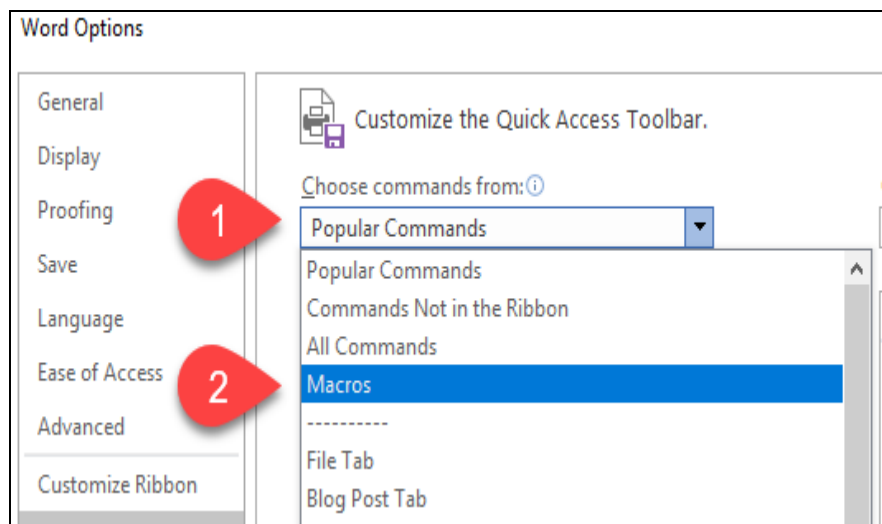 Word Options
General
Display
Proofing
Save
Language
Ease of Access
Advanced
Customize Ribbon
Customize the Quick Access Toolbar.
Choose commands from:
1
Popular Commands
Popular Commands
Commands Not in the Ribbon
All Commands
2
Macros
----------
File Tab
Blog Post Tab